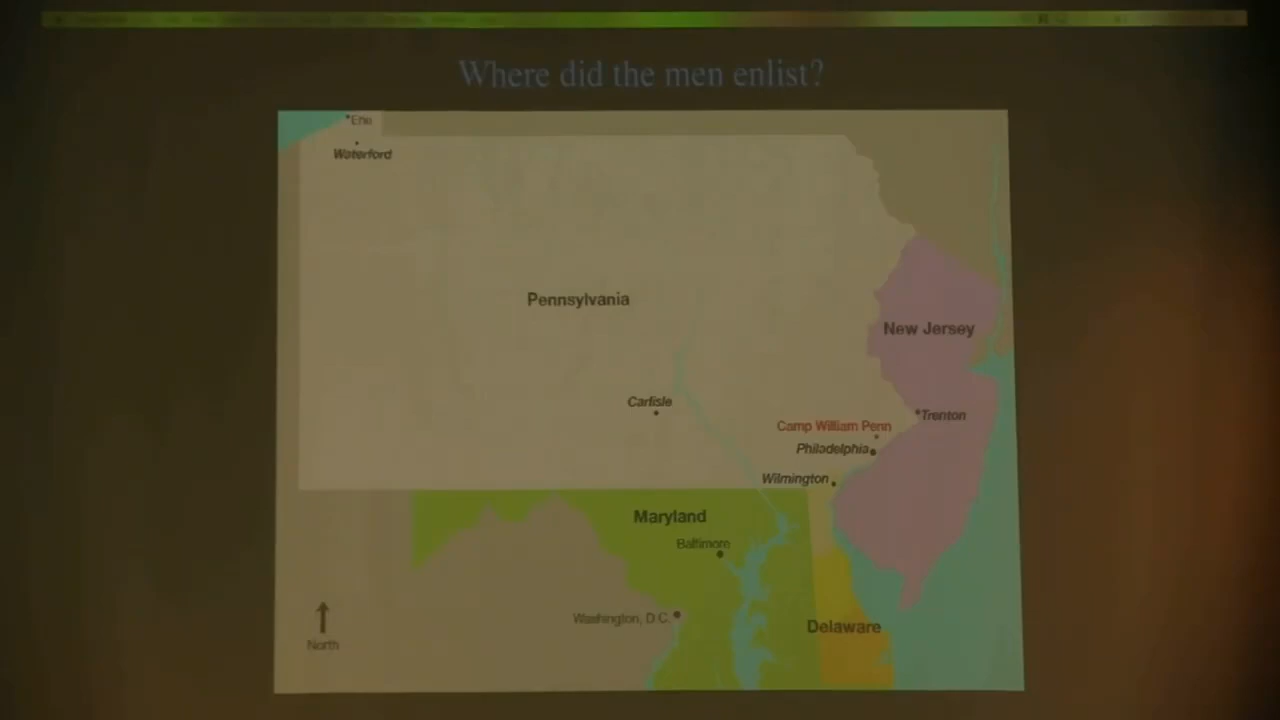 Where did the men enlist?
Erie
Waterford
Pennsylvania
New Jersey
Carlisle
Trenton
Camp William Penn
Philadelphia
Wilmington
Maryland
Baltimore
Washington, D.C.
Delaware
North